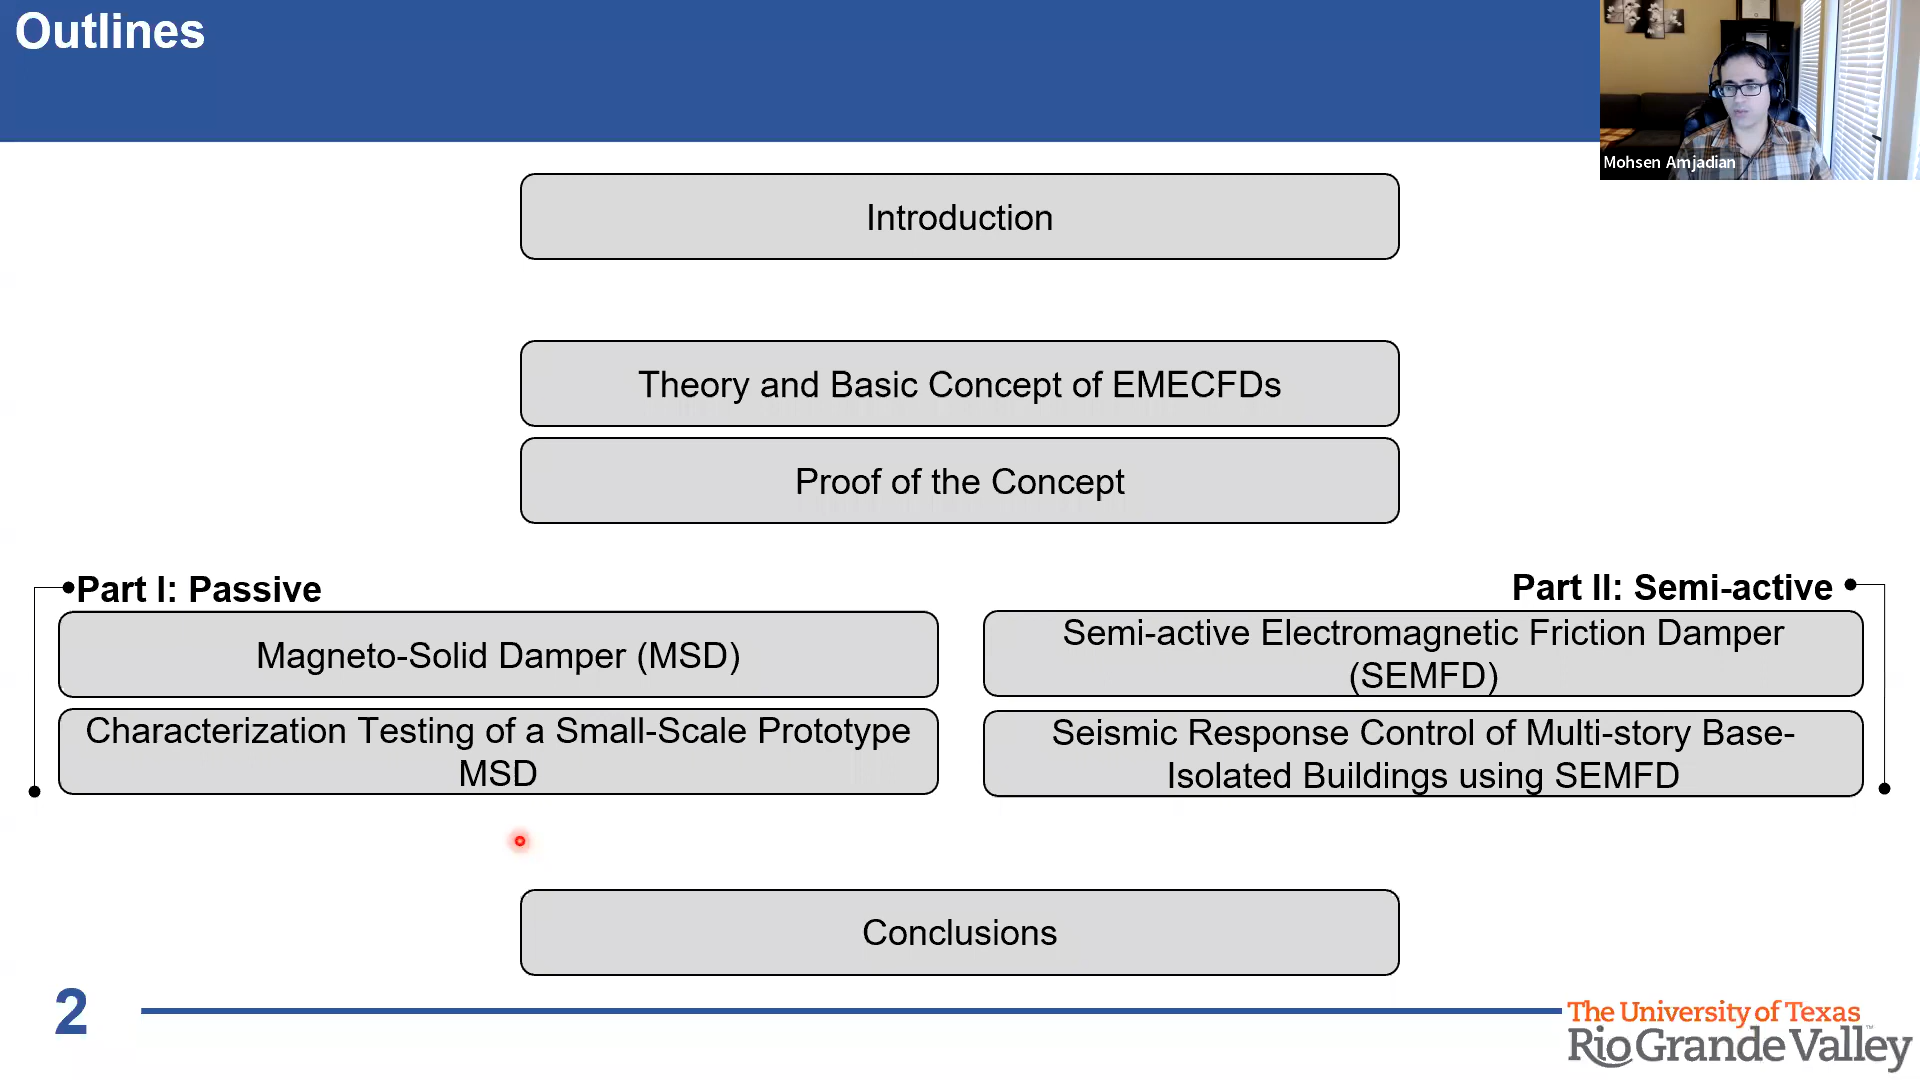 Outlines
Mohsen Amjadian
Introduction
Theory and Basic Concept of EMECFDs
Proof of the Concept
Part I: Passive
Magneto-Solid Damper (MSD)
Characterization Testing of a Small-Scale Prototype
MSD
Part II: Semi-active
Semi-active Electromagnetic Friction Damper
(SEMFD)
Seismic Response Control of Multi-story Base-
Isolated Buildings using SEMFD
Conclusions
2
The University of Texas
Rio Grande Valley™